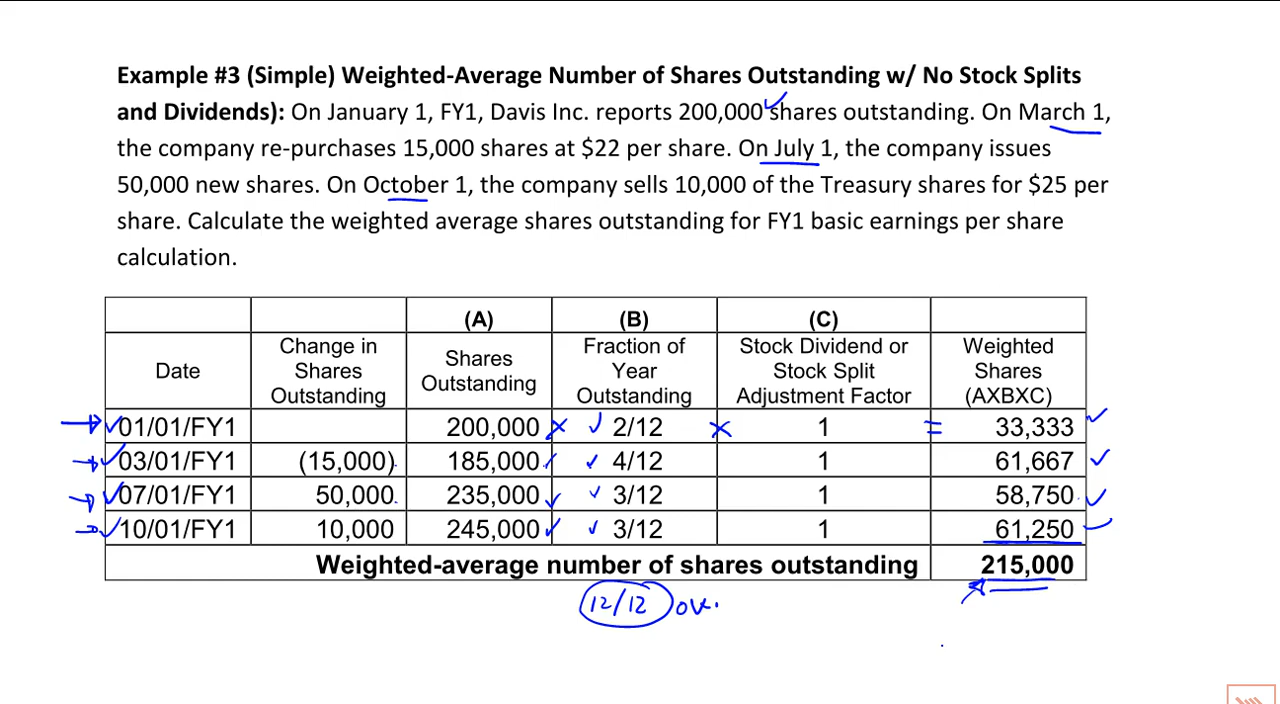 Example #3 (Simple) Weighted-Average Number of Shares Outstanding w/ No Stock Splits
and Dividends): On January 1, FY1, Davis Inc. reports 200,000 shares outstanding. On March 1,
the company re-purchases 15,000 shares at $22 per share. On July 1, the company issues
50,000 new shares. On October 1, the company sells 10,000 of the Treasury shares for $25 per
share. Calculate the weighted average shares outstanding for FY1 basic earnings per share
calculation.
(A) (B) (C)
Date Change in Shares Outstanding Shares Outstanding Fraction of Year Outstanding Stock Dividend or Stock Split Adjustment Factor Weighted Shares (AXBXC)
01/01/FY1 200,000 × 2/12 × 1 = 33,333
03/01/FY1 (15,000) 185,000 4/12 1 61,667
07/01/FY1 50,000 235,000 3/12 1 58,750
10/01/FY1 10,000 245,000 3/12 1 61,250
Weighted-average number of shares outstanding 215,000
12/12 ok.